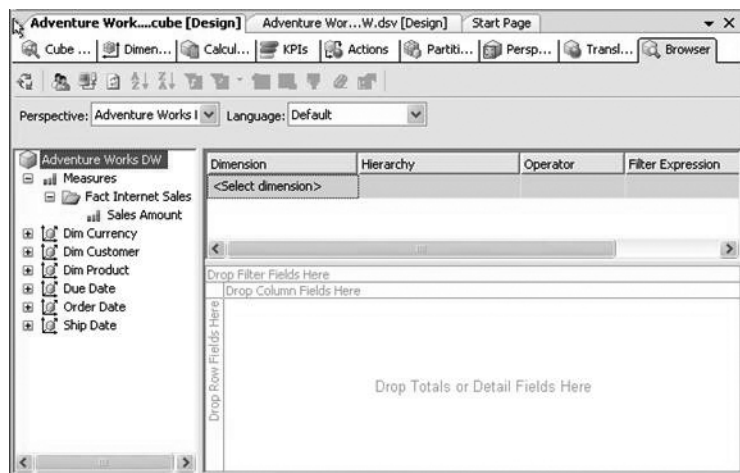 Adventure Work....cube [Design] Adventure Wor...W.dsv [Design] Start Page
Cube ... Dimen... Calcul... KPIs Actions Partiti... Persp... Transl... Browser
Perspective: Adventure Works I Language: Default
Adventure Works DW
Measures
Fact Internet Sales
Sales Amount
Dim Currency
Dim Customer
Dim Product
Due Date
Order Date
Ship Date
Dimension Hierarchy Operator Filter Expression
<Select dimension>
Drop Filter Fields Here
Drop Column Fields Here
Drop Row Fields Here
Drop Totals or Detail Fields Here